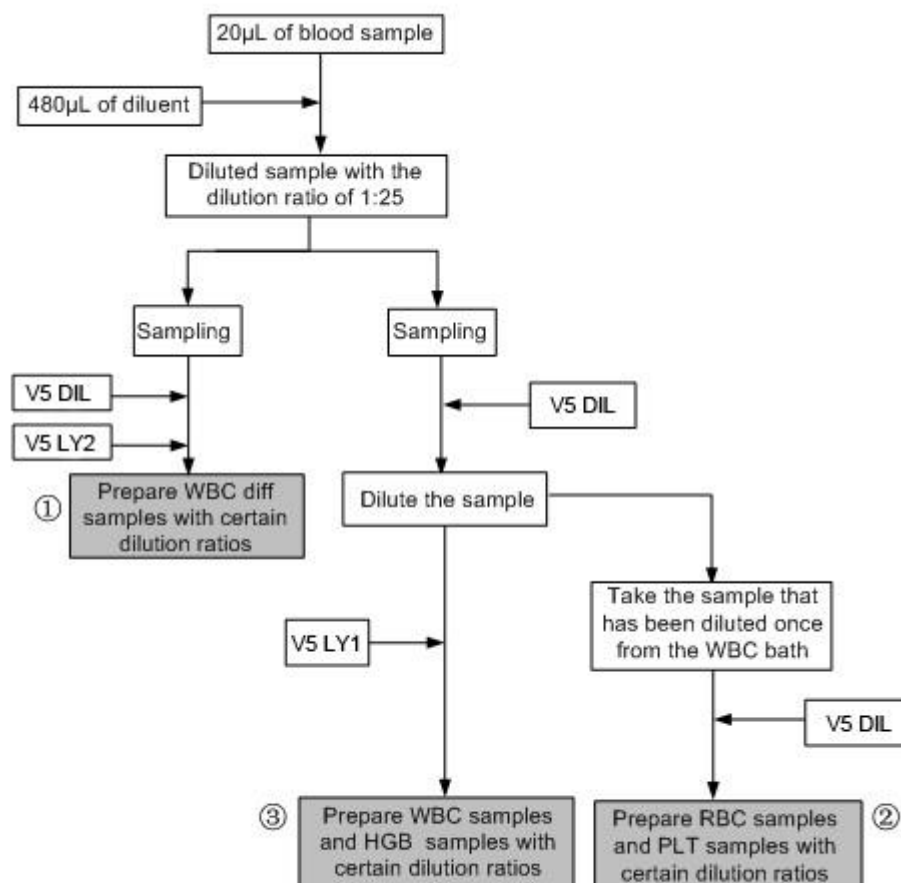 20µL of blood sample
480µL of diluent
Diluted sample with the
dilution ratio of 1:25
Sampling
Sampling
V5 DIL
V5 DIL
V5 LY2
①
Prepare WBC diff
samples with certain
dilution ratios
Dilute the sample
Take the sample that
has been diluted once
from the WBC bath
V5 LY1
V5 DIL
③
Prepare WBC samples
and HGB samples with
certain dilution ratios
Prepare RBC samples
and PLT samples with
certain dilution ratios
②